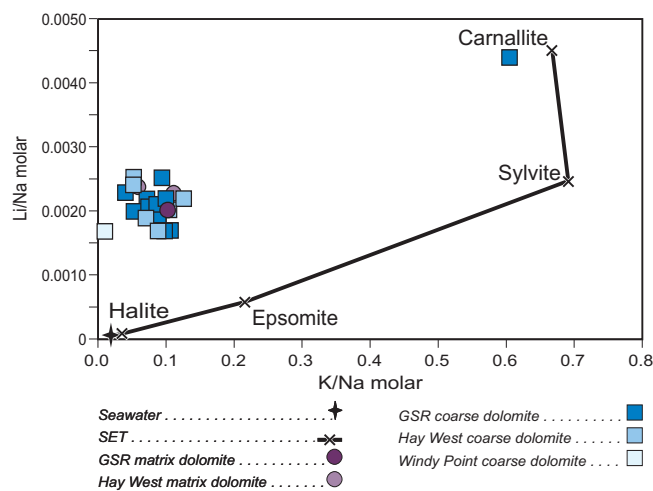 0.0050
Carnallite
0.0040
Li/Na molar
0.0030
Sylvite
0.0020
0.0010
Halite
Epsomite
0
0.0 0.1 0.2 0.3 0.4 0.5 0.6 0.7 0.8
K/Na molar
Seawater . . . . . . . . . . . . . . . . . . . .
SET . . . . . . . . . . . . . . . . . . . . . . . . . .
GSR matrix dolomite . . . . . . . . . .
Hay West matrix dolomite . . . . .
GSR coarse dolomite . . . . . . . . .
Hay West coarse dolomite . . . .
Windy Point coarse dolomite . . . .